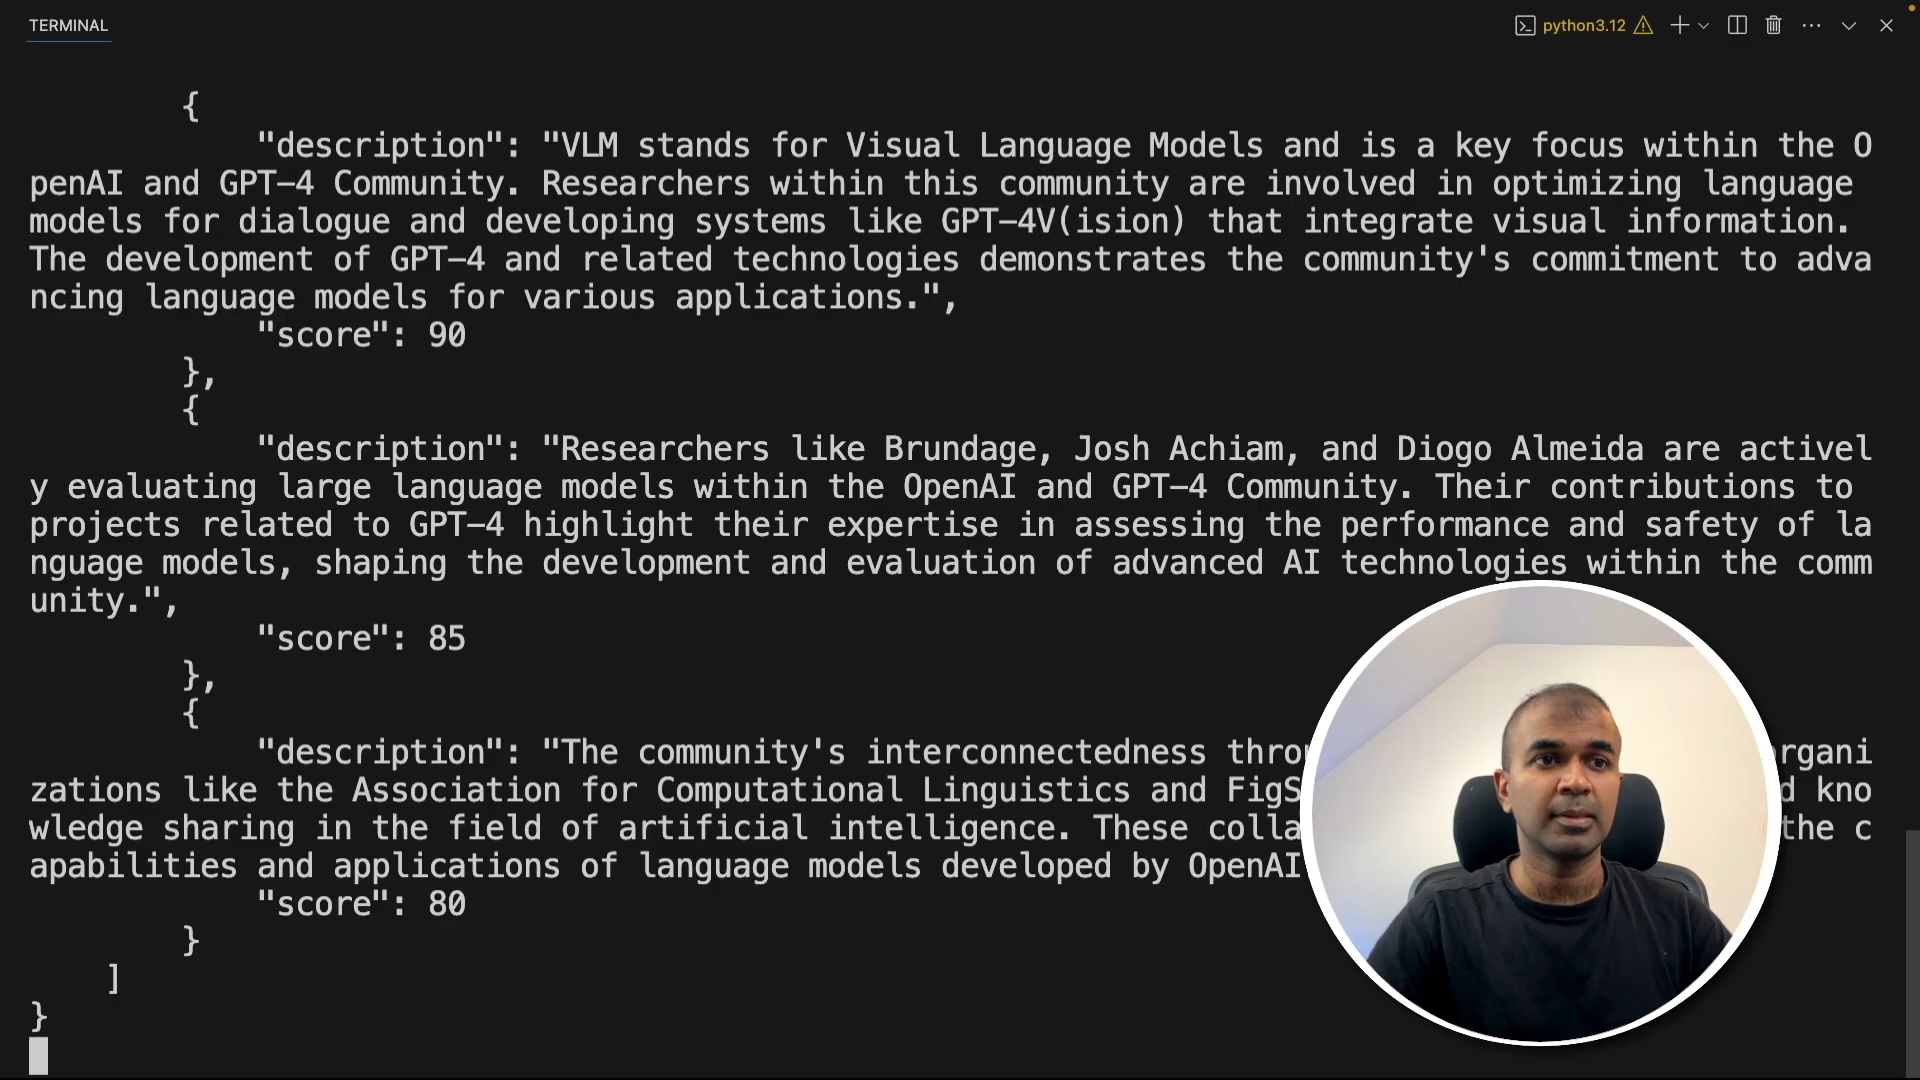 TERMINAL
python3.12
{
"description": "VLM stands for Visual Language Models and is a key focus within the O
penAI and GPT-4 Community. Researchers within this community are involved in optimizing language
models for dialogue and developing systems like GPT-4V(ision) that integrate visual information.
The development of GPT-4 and related technologies demonstrates the community's commitment to adva
ncing language models for various applications.",
"score": 90
},
{
"description": "Researchers like Brundage, Josh Achiam, and Diogo Almeida are activel
y evaluating large language models within the OpenAI and GPT-4 Community. Their contributions to
projects related to GPT-4 highlight their expertise in assessing the performance and safety of la
nguage models, shaping the development and evaluation of advanced AI technologies within the comm
unity.",
"score": 85
},
{
"description": "The community's interconnectedness organi
zations like the Association for Computational Linguistics and kno
wledge sharing in the field of artificial intelligence. These the c
apabilities and applications of language models developed by OpenAI
"score": 80
}
]
}